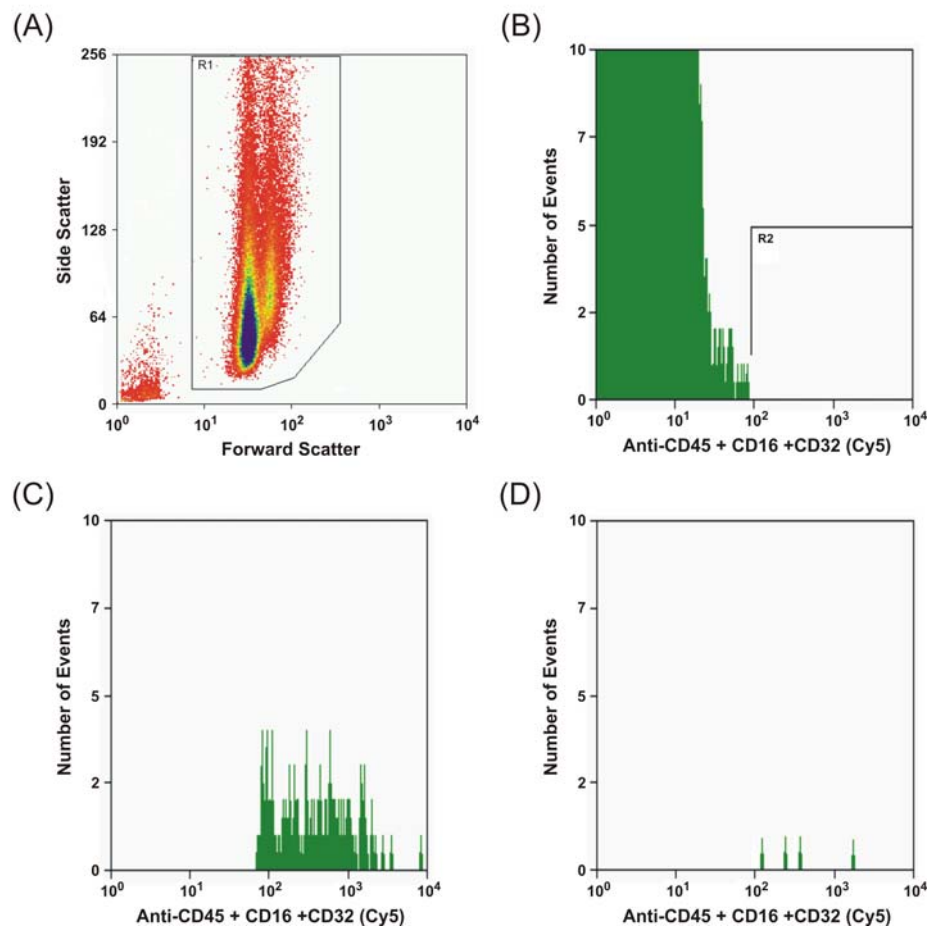 (A)
256
192
128
64
0
Side Scatter
R1
10^0 10^1 10^2 10^3 10^4
Forward Scatter
(B)
10
7
5
2
0
Number of Events
R2
10^0 10^1 10^2 10^3 10^4
Anti-CD45 + CD16 +CD32 (Cy5)
(C)
10
7
5
2
0
Number of Events
10^0 10^1 10^2 10^3 10^4
Anti-CD45 + CD16 +CD32 (Cy5)
(D)
10
7
5
2
0
Number of Events
10^0 10^1 10^2 10^3 10^4
Anti-CD45 + CD16 +CD32 (Cy5)